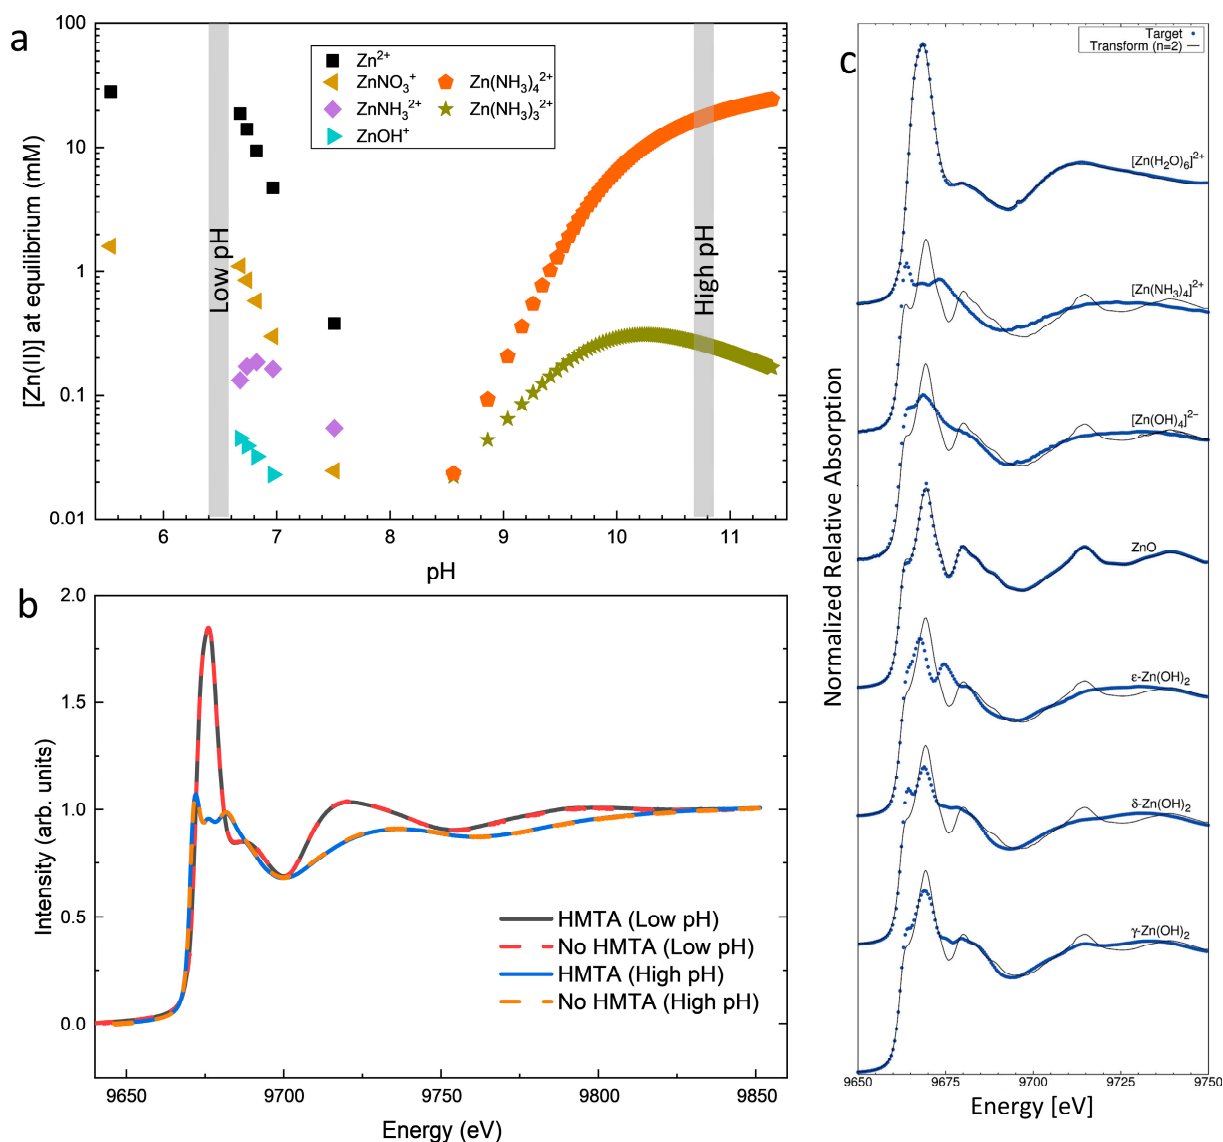 a
100
10
1
0.1
0.01
[Zn(II)] at equilibrium (mM)
Zn²⁺
ZnNO₃⁺
ZnNH₃²⁺
ZnOH⁺
Zn(NH₃)₄²⁺
Zn(NH₃)₃²⁺
Low pH
High pH
6 7 8 9 10 11
pH
b
2.0
1.5
1.0
0.5
0.0
Intensity (arb. units)
HMTA (Low pH)
No HMTA (Low pH)
HMTA (High pH)
No HMTA (High pH)
9650 9700 9750 9800 9850
Energy (eV)
c
Target
Transform (n=2)
[Zn(H₂O)₆]²⁺
[Zn(NH₃)₄]²⁺
[Zn(OH)₄]²⁻
ZnO
ε-Zn(OH)₂
δ-Zn(OH)₂
γ-Zn(OH)₂
Normalized Relative Absorption
9650 9675 9700 9725 9750
Energy [eV]